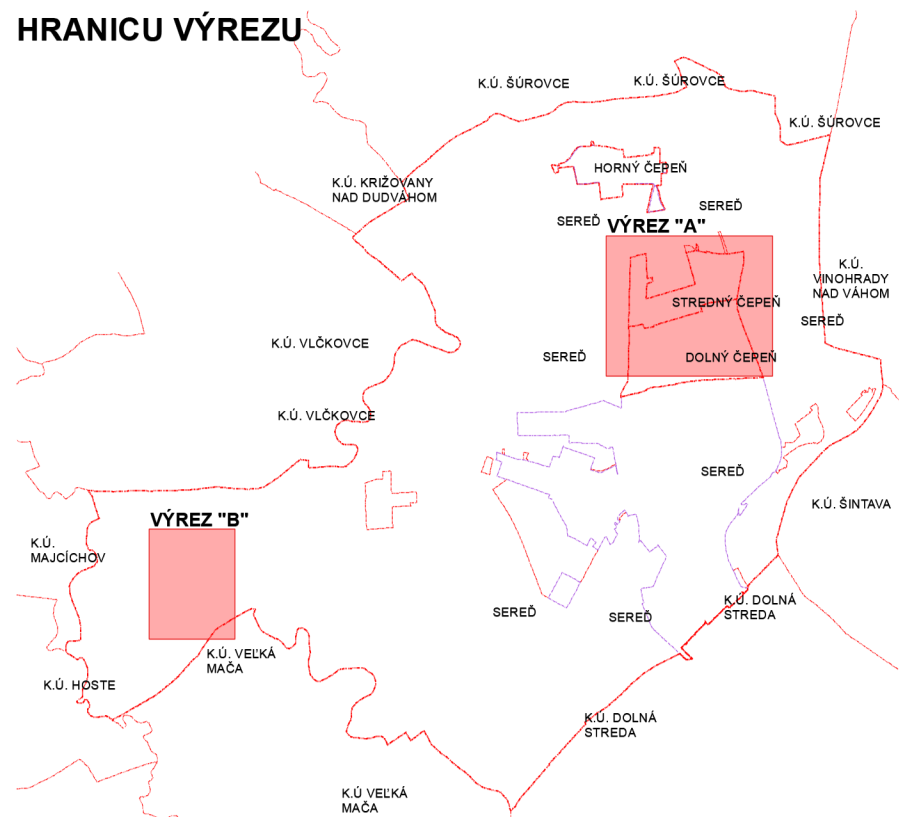 HRANICU VÝREZU
K.Ú. ŠÚROVCE
K.Ú. ŠÚROVCE
K.Ú. ŠÚROVCE
HORNÝ ČEPEŇ
K.Ú. KRIŽOVANY
NAD DUDVÁHOM
SEREĎ
SEREĎ
VÝREZ "A"
K.Ú.
VINOHRADY
NAD VÁHOM
STREDNÝ ČEPEŇ
SEREĎ
K.Ú. VLČKOVCE
SEREĎ
DOLNÝ ČEPEŇ
K.Ú. VLČKOVCE
SEREĎ
K.Ú. ŠINTAVA
VÝREZ "B"
K.Ú.
MAJCÍCHOV
K.Ú. DOLNÁ
STREDA
SEREĎ
SEREĎ
K.Ú. VEĽKÁ
MAČA
K.Ú. HOSTE
K.Ú. DOLNÁ
STREDA
K.Ú VEĽKÁ
MAČA